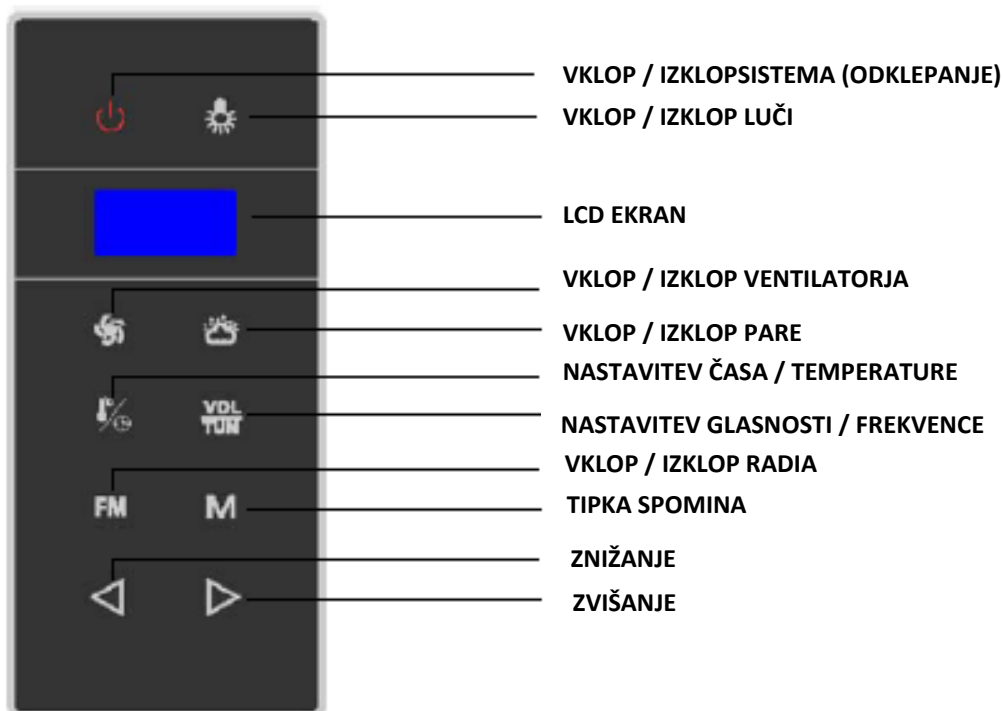 VKLOP / IZKLOPSISTEMA (ODKLEPANJE)
VKLOP / IZKLOP LUČI
LCD EKRAN
VKLOP / IZKLOP VENTILATORJA
VKLOP / IZKLOP PARE
NASTAVITEV ČASA / TEMPERATURE
VOL
TUN
NASTAVITEV GLASNOSTI / FREKVENCE
VKLOP / IZKLOP RADIA
FM
M
TIPKA SPOMINA
ZNIŽANJE
ZVIŠANJE